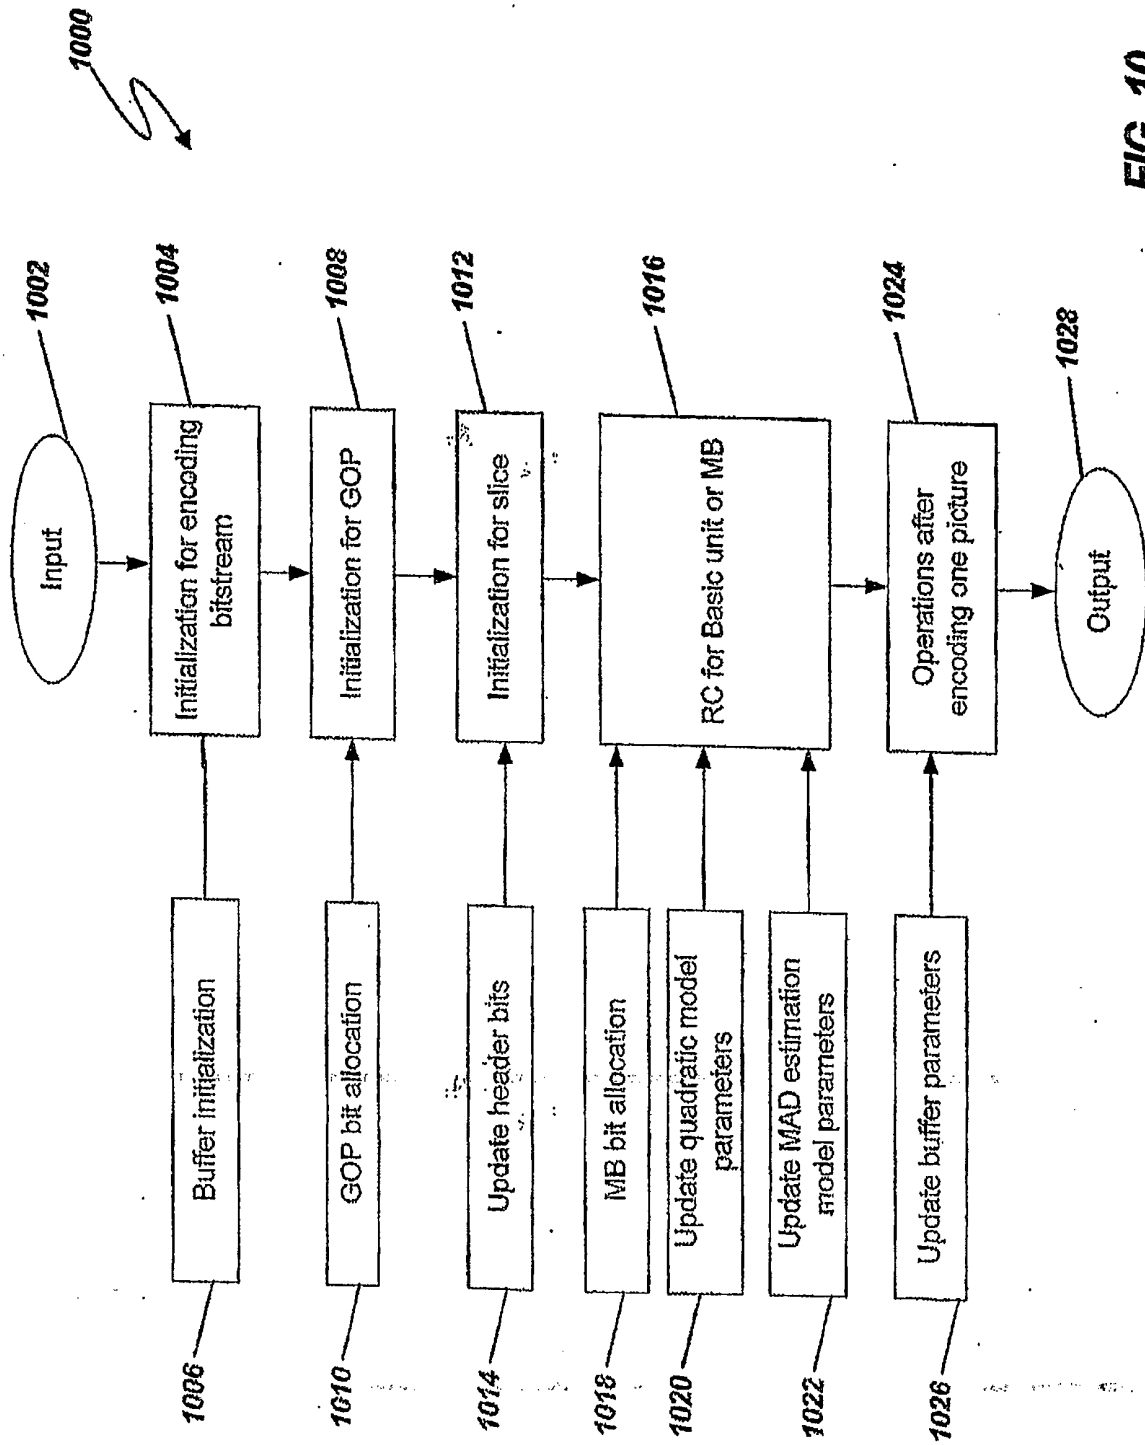 1000
Input
1002
Initialization for encoding
bitstream
1004
Buffer initialization
1006
Initialization for GOP
1008
GOP bit allocation
1010
Initialization for slice
1012
Update header bits
1014
RC for Basic unit or MB
1016
MB bit allocation
1018
Update quadratic model
parameters
1020
Update MAD estimation
model parameters
1022
Operations after
encoding one picture
1024
Update buffer parameters
1026
Output
1028
FIG. 10